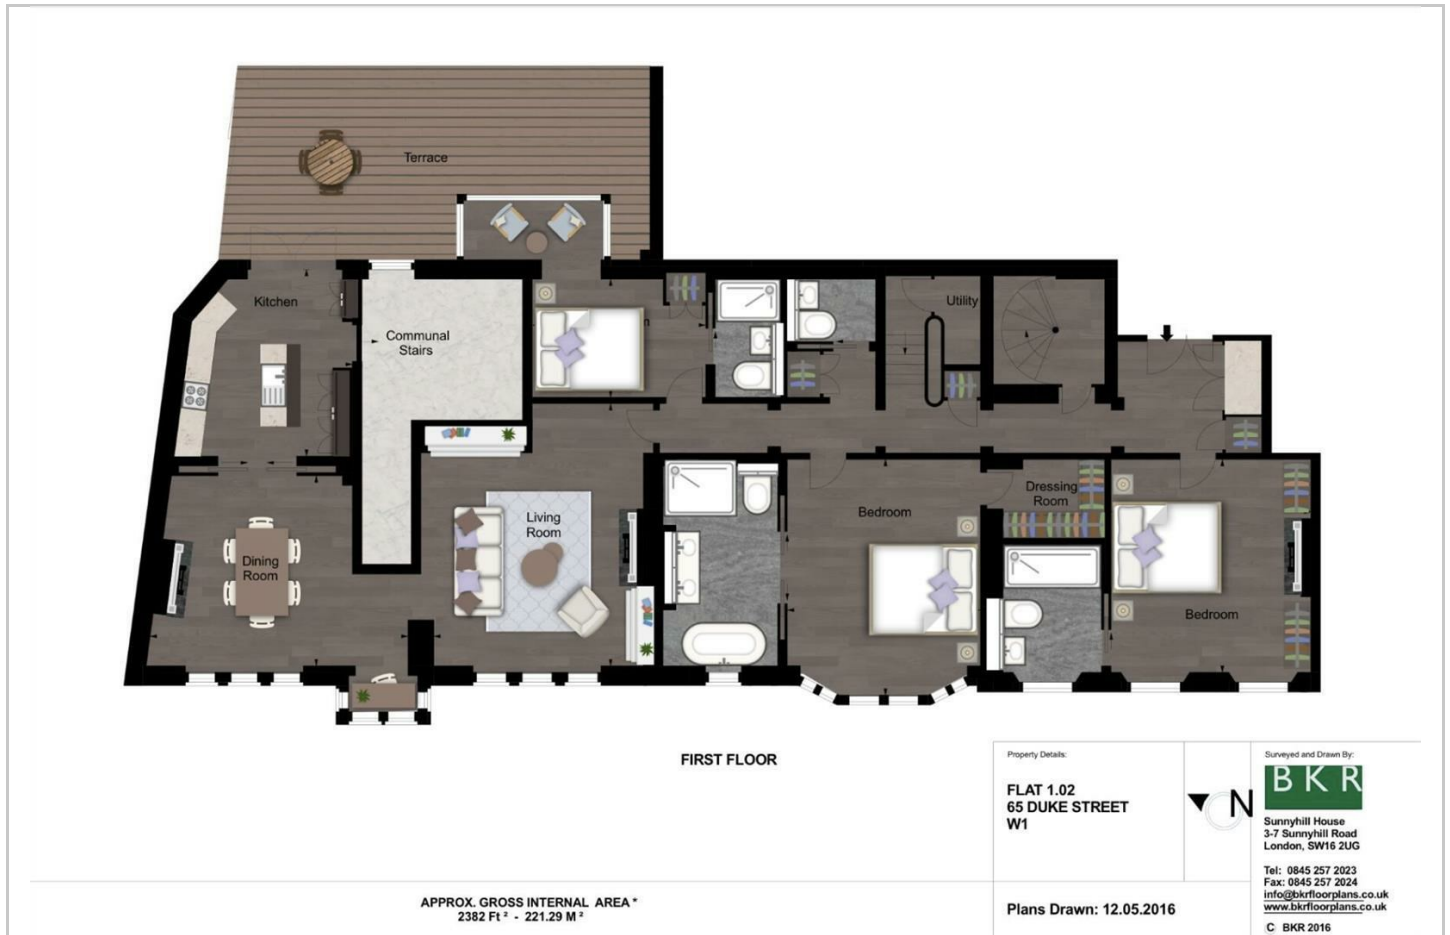 Terrace
Kitchen
Communal
Stairs
Utility
Dining
Room
Living
Room
Bedroom
Dressing
Room
Bedroom
FIRST FLOOR
APPROX. GROSS INTERNAL AREA *
2382 Ft ² - 221.29 M ²
Property Details:
FLAT 1.02
65 DUKE STREET
W1
N
Plans Drawn: 12.05.2016
Surveyed and Drawn By:
BKR
Sunnyhill House
3-7 Sunnyhill Road
London, SW16 2UG
Tel: 0845 257 2023
Fax: 0845 257 2024
info@bkrfloorplans.co.uk
www.bkrfloorplans.co.uk
C BKR 2016